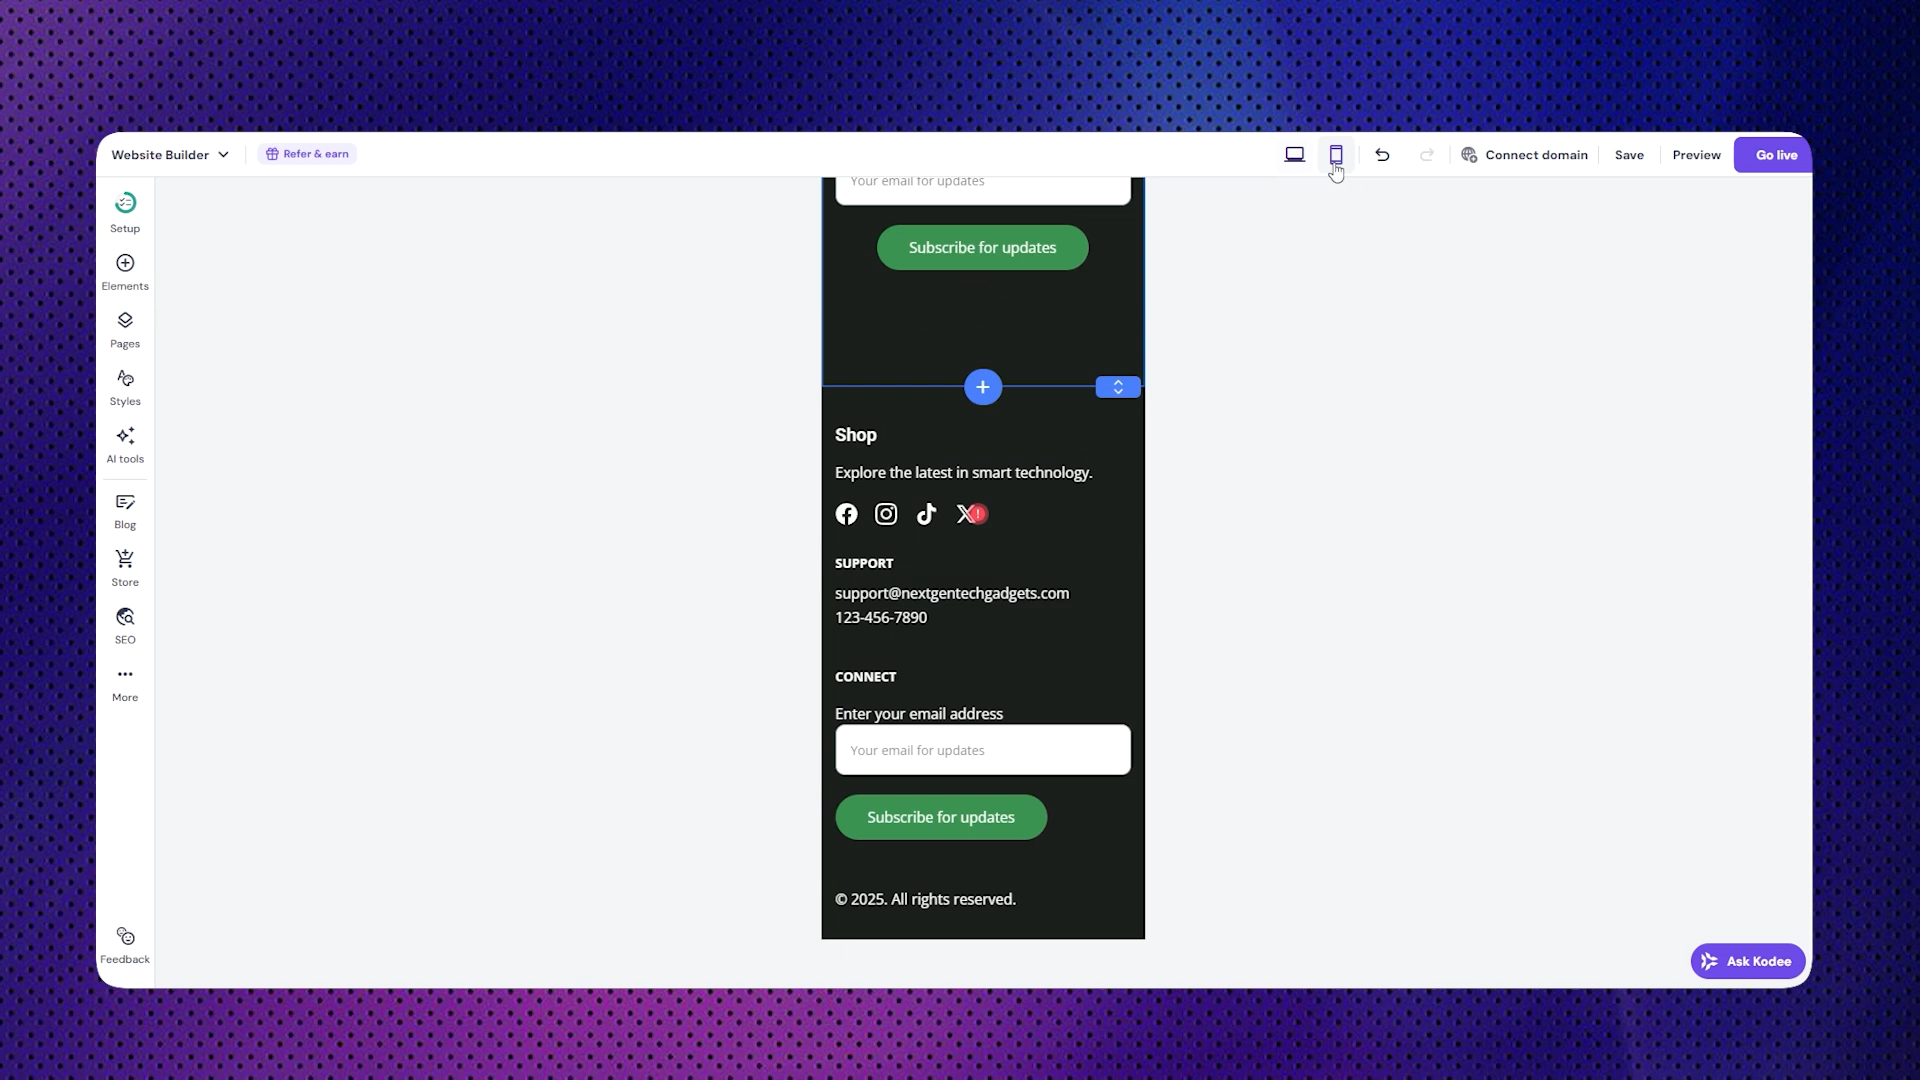 Website Builder
Refer & earn
Connect domain
Save
Preview
Go live
Setup
Elements
Pages
Styles
AI tools
Blog
Store
SEO
More
Feedback
Your email for updates
Subscribe for updates
Shop
Explore the latest in smart technology.
SUPPORT
support@nextgentechgadgets.com
123-456-7890
CONNECT
Enter your email address
Your email for updates
Subscribe for updates
© 2025. All rights reserved.
Ask Kodee